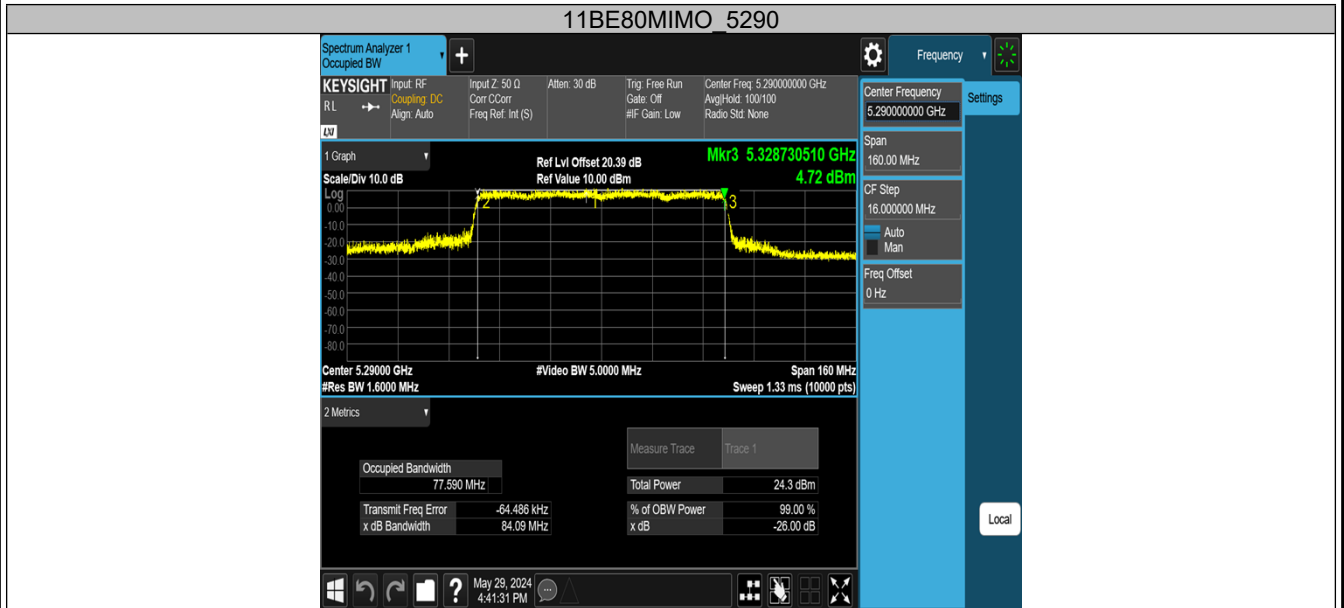 11BE80MIMO_5290
Spectrum Analyzer 1
Occupied BW
+
Frequency
KEYSIGHT
RL
LXI
Input: RF
Coupling: DC
Align: Auto
Input Z: 50 Ω
Corr CCorr
Freq Ref: Int (S)
Atten: 30 dB
Trig: Free Run
Gate: Off
#IF Gain: Low
Center Freq: 5.290000000 GHz
Avg|Hold: 100/100
Radio Std: None
Center Frequency
5.290000000 GHz
Settings
Span
160.00 MHz
CF Step
16.000000 MHz
Auto
Man
Freq Offset
0 Hz
Local
1 Graph
Scale/Div 10.0 dB
Ref Lvl Offset 20.39 dB
Ref Value 10.00 dBm
Mkr3 5.328730510 GHz
4.72 dBm
Log
0.00
-10.0
-20.0
-30.0
-40.0
-50.0
-60.0
-70.0
-80.0
2
1
3
Center 5.29000 GHz
#Video BW 5.0000 MHz
Span 160 MHz
#Res BW 1.6000 MHz
Sweep 1.33 ms (10000 pts)
2 Metrics
Measure Trace
Trace 1
Occupied Bandwidth
77.590 MHz
Total Power
24.3 dBm
Transmit Freq Error
-64.486 kHz
% of OBW Power
99.00 %
x dB Bandwidth
84.09 MHz
x dB
-26.00 dB
?
May 29, 2024
4:41:31 PM